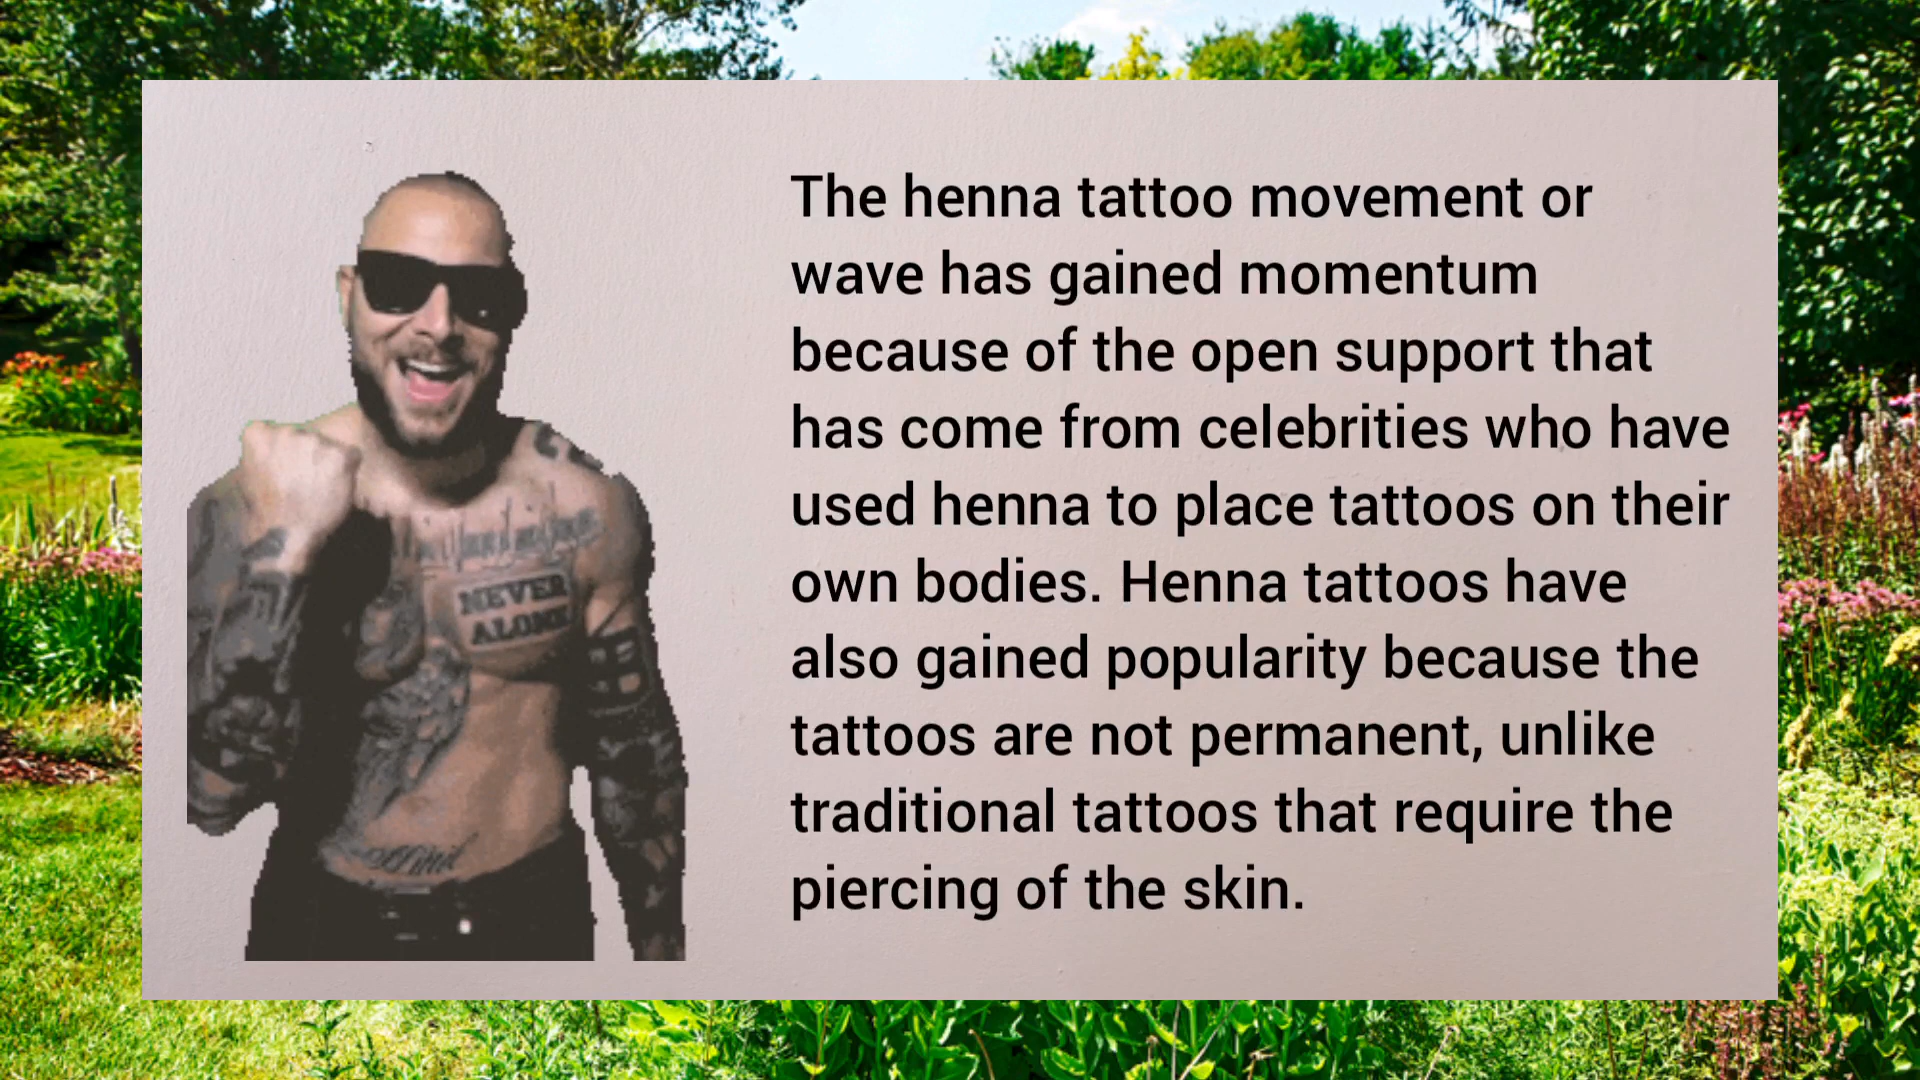 The henna tattoo movement or
wave has gained momentum
because of the open support that
has come from celebrities who have
used henna to place tattoos on their
own bodies. Henna tattoos have
also gained popularity because the
tattoos are not permanent, unlike
traditional tattoos that require the
piercing of the skin.
NEVER
ALONE